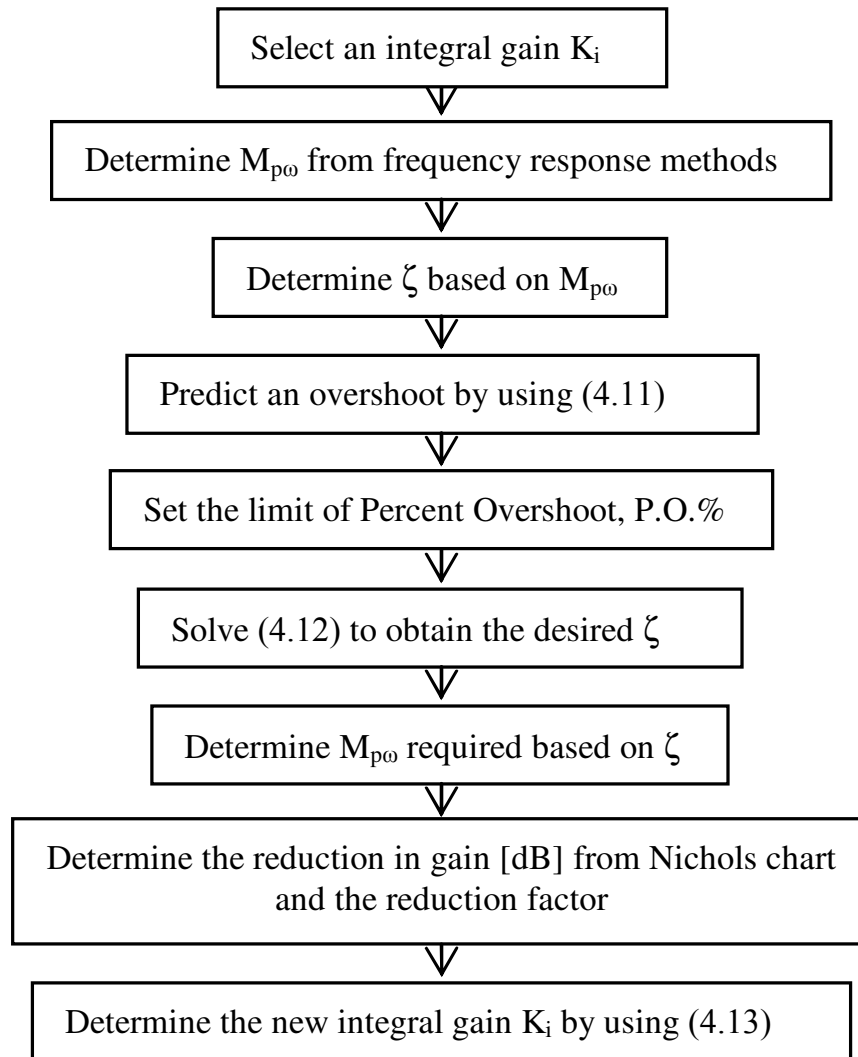 Select an integral gain Kᵢ
Determine Mpω from frequency response methods
Determine ζ based on Mpω
Predict an overshoot by using (4.11)
Set the limit of Percent Overshoot, P.O.%
Solve (4.12) to obtain the desired ζ
Determine Mpω required based on ζ
Determine the reduction in gain [dB] from Nichols chart
and the reduction factor
Determine the new integral gain Kᵢ by using (4.13)